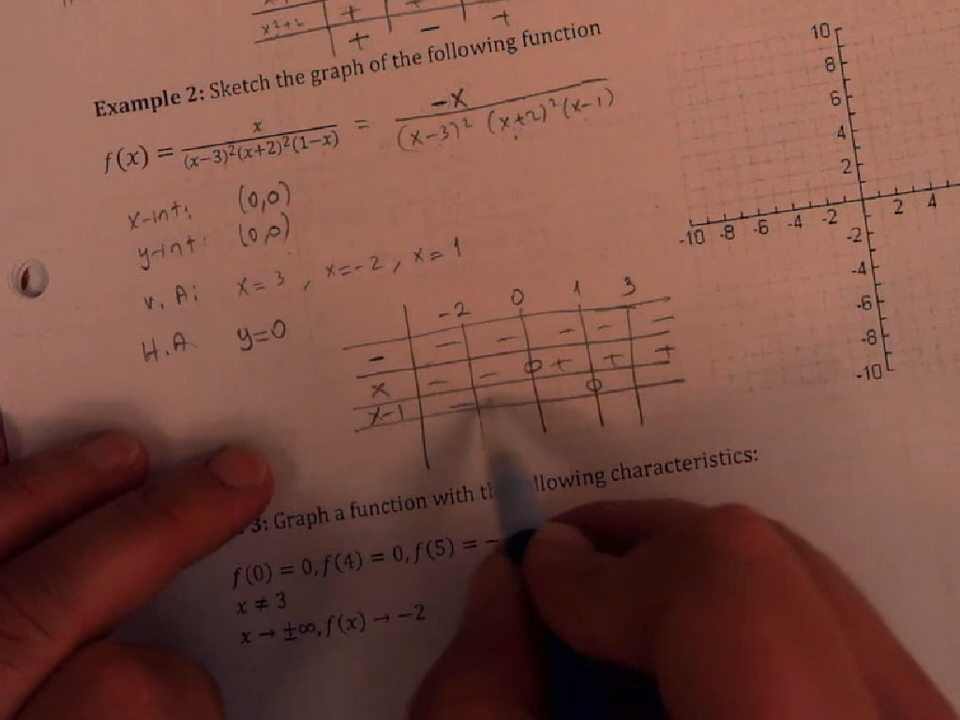 x²+2 + + +
+ − +
Example 2: Sketch the graph of the following function
f(x) = x/((x−3)²(x+2)²(1−x)) = −x/((x−3)²(x+2)²(x−1))
x-int: (0,0)
y-int: (0,0)
V.A: x=3, x=-2, x=1
H.A y=0
-2 0 1 3
− − − − − −
x − − 0 + + +
x-1 − 0
3: Graph a function with following characteristics:
f(0) = 0, f(4) = 0, f(5) = −
x ≠ 3
x → ±∞, f(x) → −2
10
8
6
4
2
-10 -8 -6 -4 -2 2 4
-2
-4
-6
-8
-10